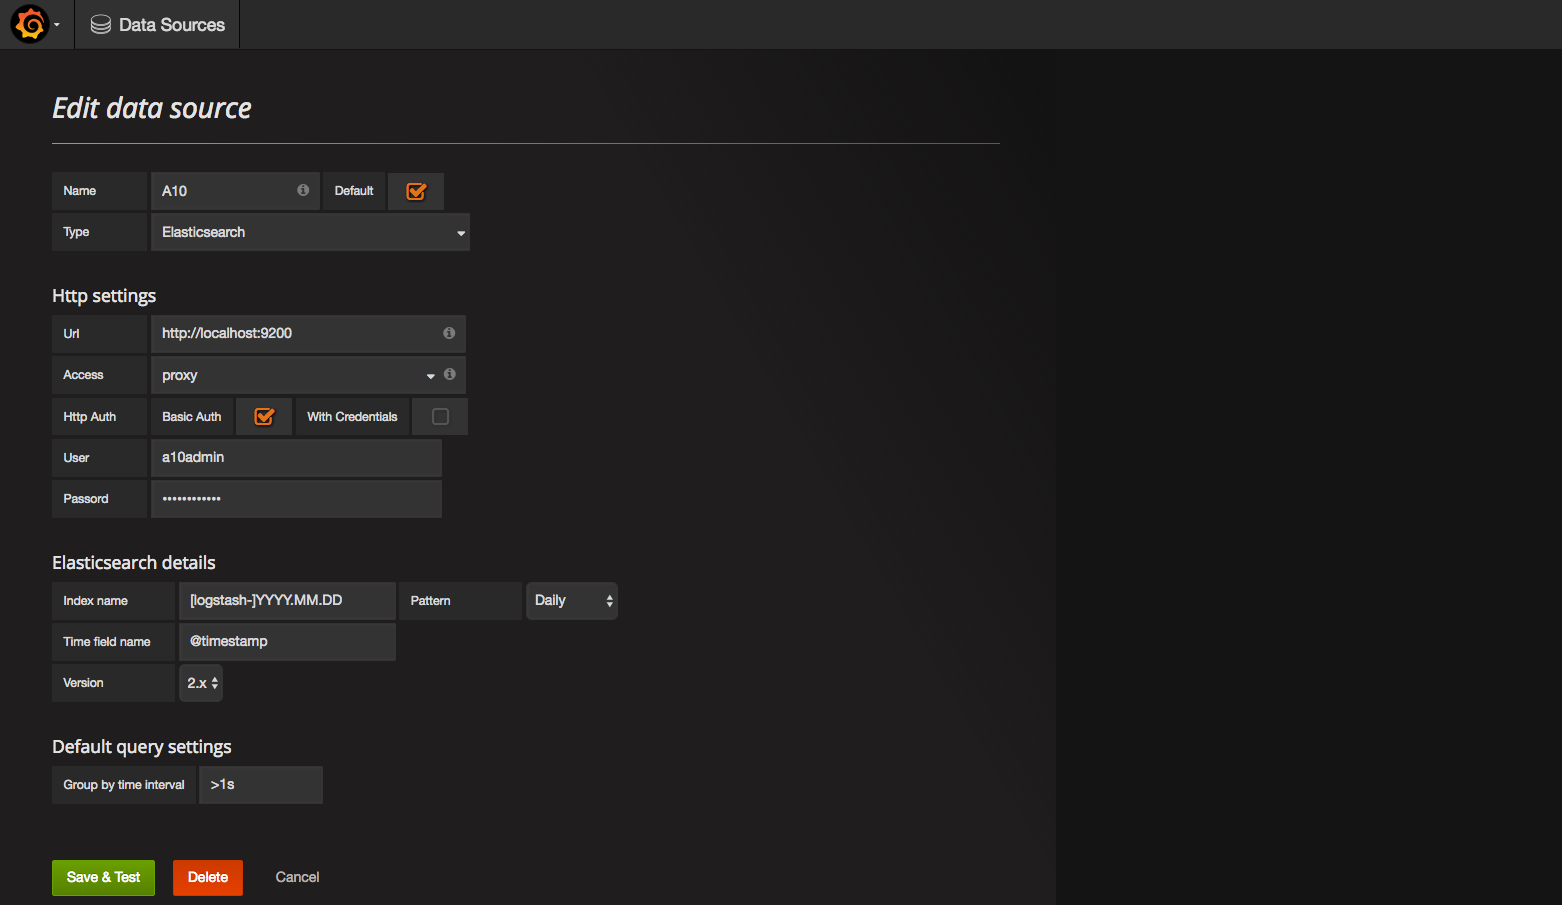 Data Sources
Edit data source
Name A10 Default
Type Elasticsearch
Http settings
Url http://localhost:9200
Access proxy
Http Auth Basic Auth With Credentials
User a10admin
Passord ••••••••••••
Elasticsearch details
Index name [logstash-]YYYY.MM.DD Pattern Daily
Time field name @timestamp
Version 2.x
Default query settings
Group by time interval >1s
Save & Test Delete Cancel